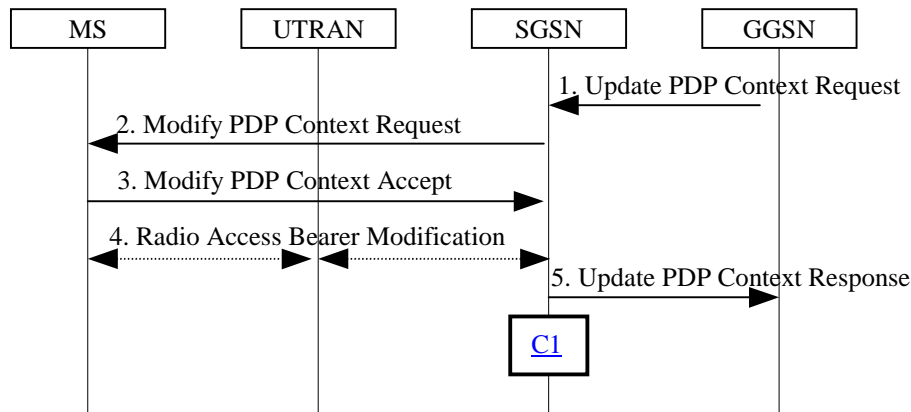 MS UTRAN SGSN GGSN
1. Update PDP Context Request
2. Modify PDP Context Request
3. Modify PDP Context Accept
4. Radio Access Bearer Modification
5. Update PDP Context Response
C1